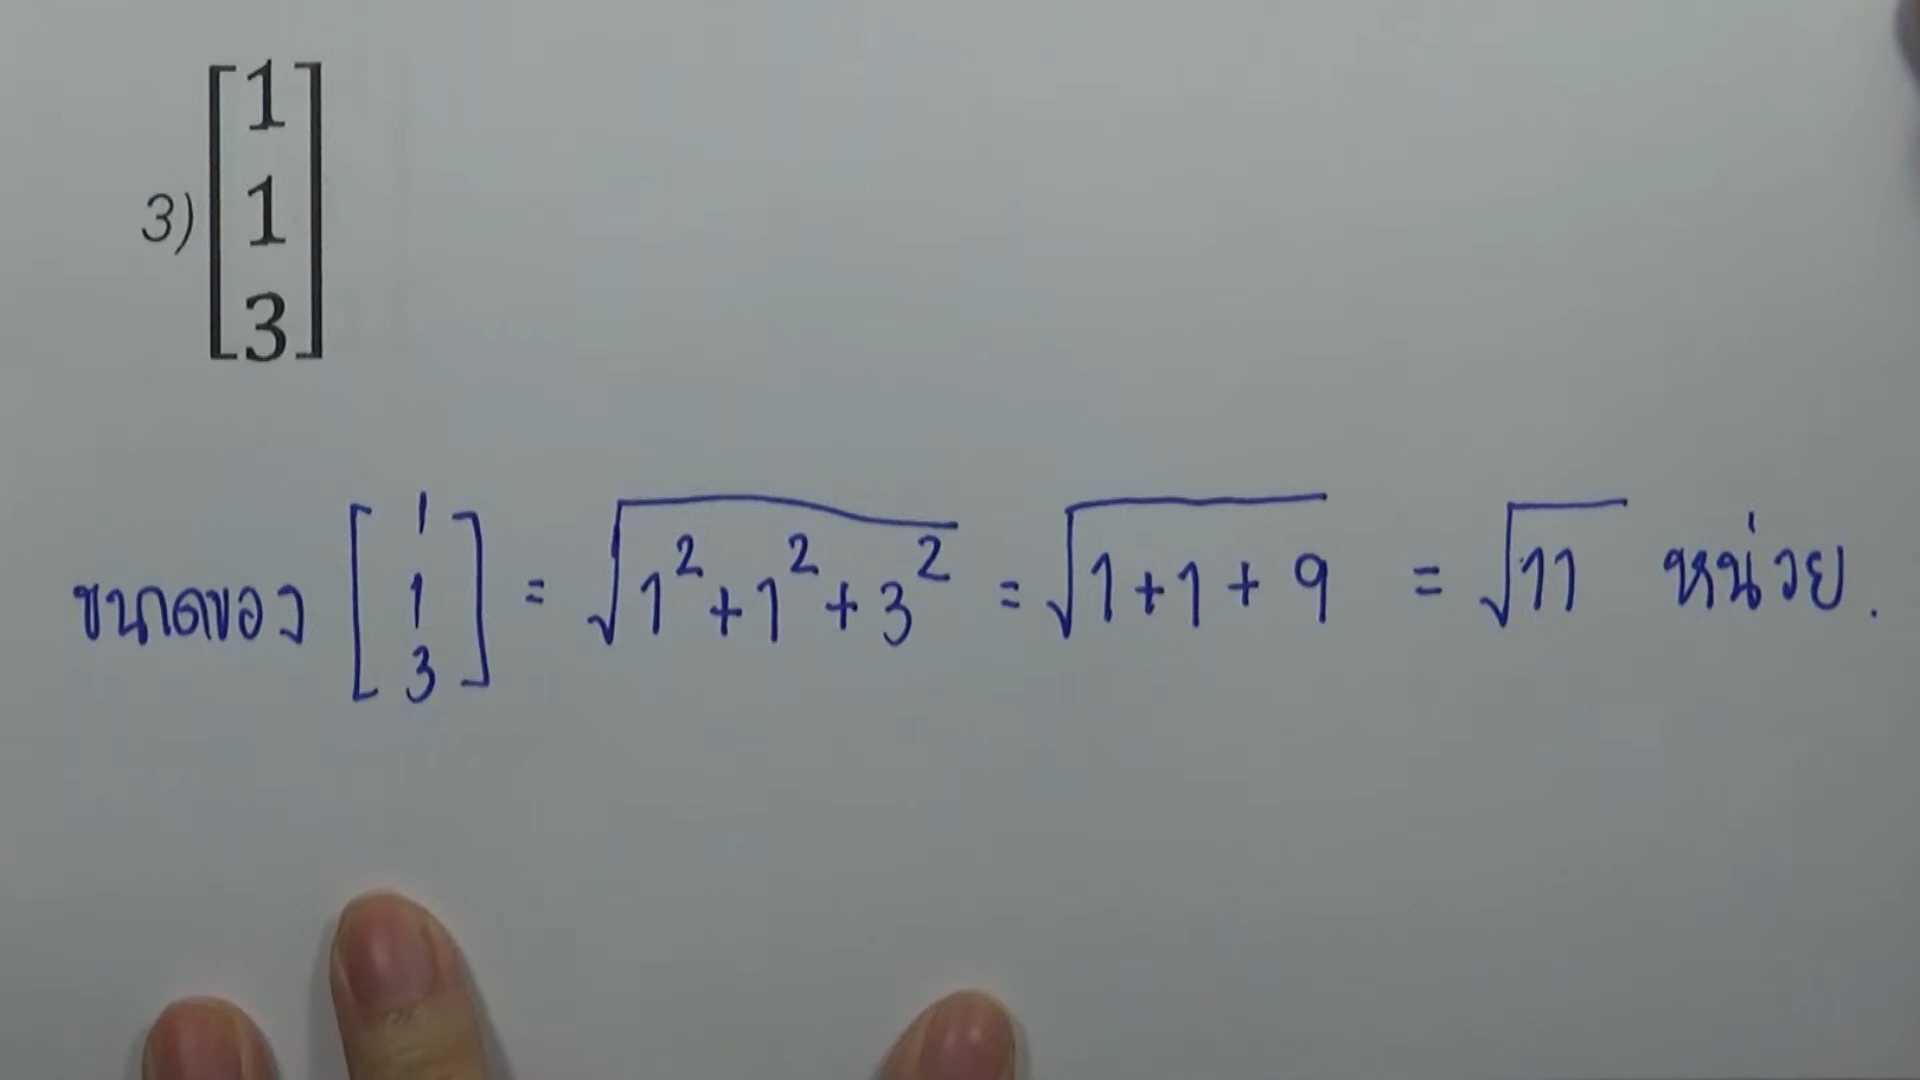 3) [1 1 3]
ขนาดของ [1 1 3] = √(1²+1²+3²) = √(1+1+9) = √11 หน่วย.